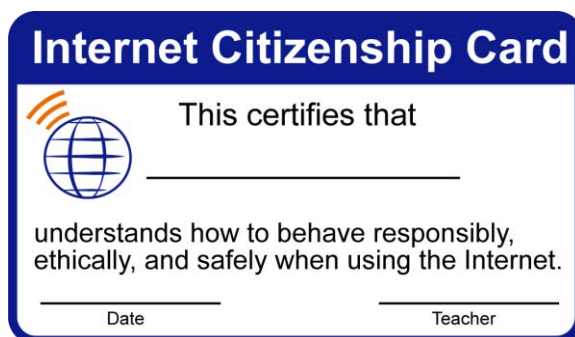 Internet Citizenship Card
This certifies that
understands how to behave responsibly,
ethically, and safely when using the Internet.
Date Teacher